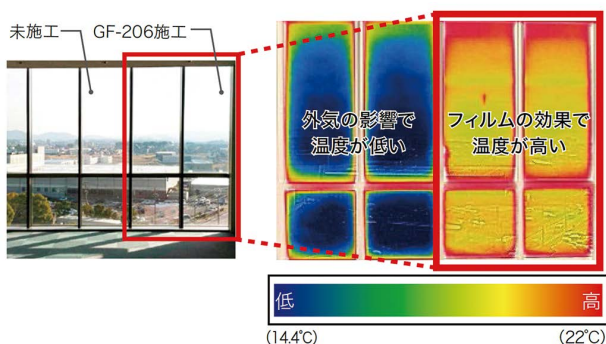 未施工
GF-206施工
外気の影響で
温度が低い
フィルムの効果で
温度が高い
低
高
(14.4℃)
(22℃)